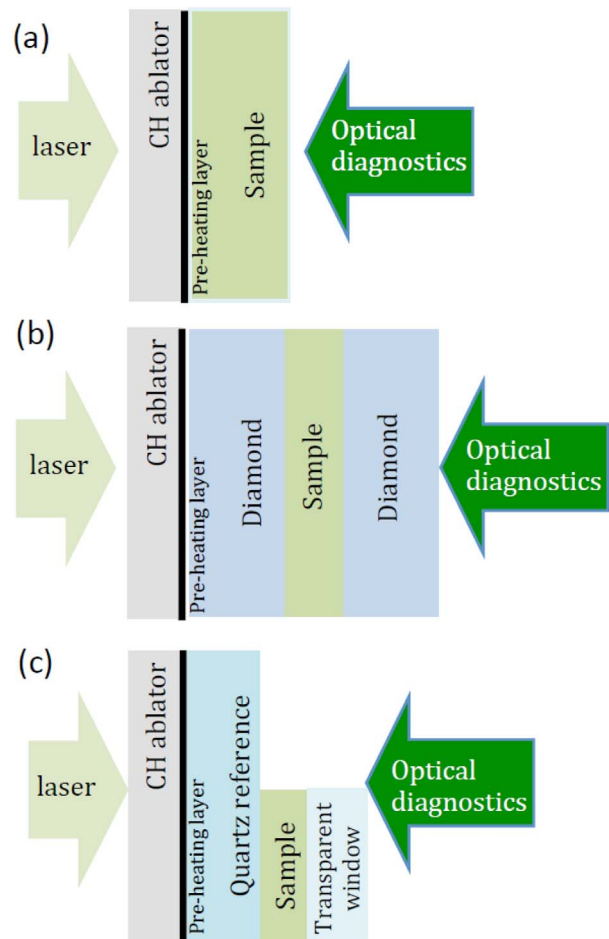 (a)
laser
CH ablator
Pre-heating layer
Sample
Optical
diagnostics
(b)
laser
CH ablator
Pre-heating layer
Diamond
Sample
Diamond
Optical
diagnostics
(c)
laser
CH ablator
Pre-heating layer
Quartz reference
Sample
Transparent
window
Optical
diagnostics